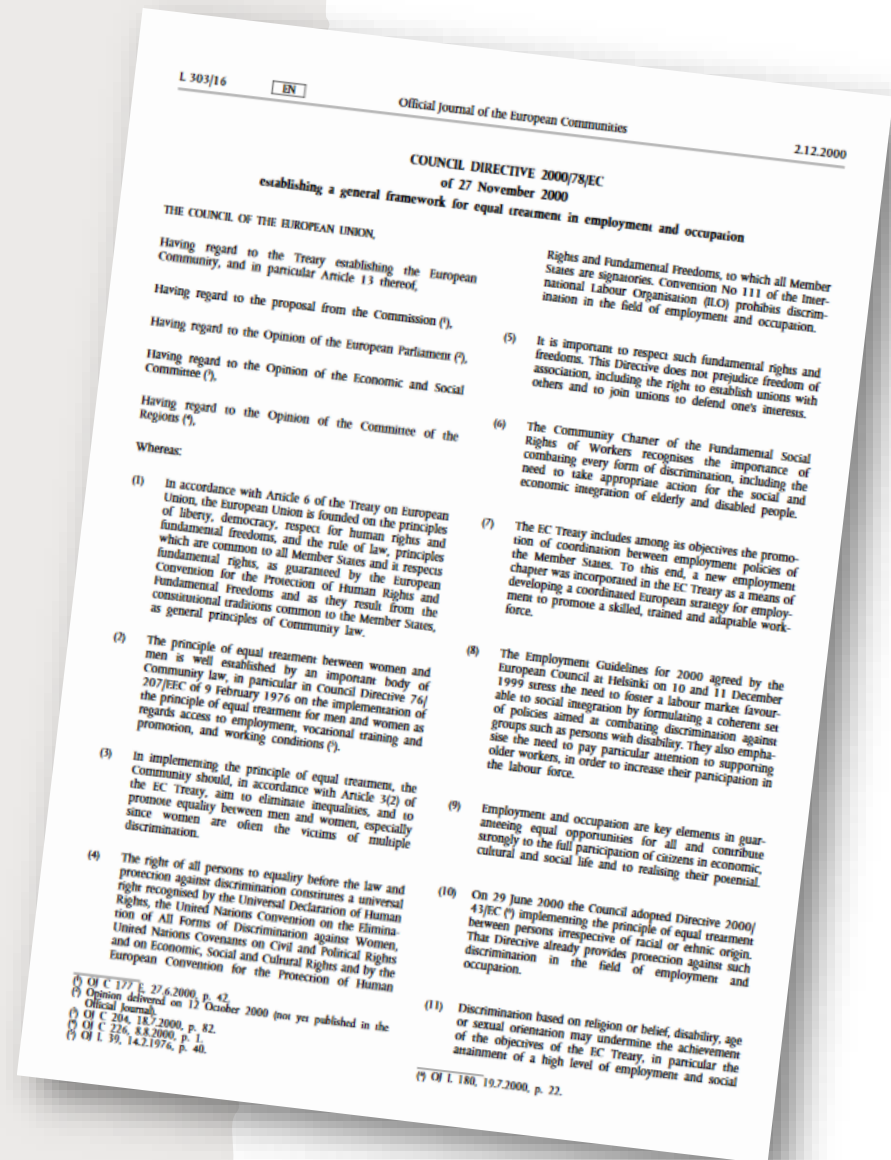 L 303/16
EN
Official Journal of the European Communities
2.12.2000
COUNCIL DIRECTIVE 2000/78/EC
of 27 November 2000
establishing a general framework for equal treatment in employment and occupation
THE COUNCIL OF THE EUROPEAN UNION,
Having regard to the Treaty establishing the European
Community, and in particular Article 13 thereof,
Having regard to the proposal from the Commission (¹),
Having regard to the Opinion of the European Parliament (²),
Having regard to the Opinion of the Economic and Social
Committee (³),
Having regard to the Opinion of the Committee of the
Regions (⁴),
Whereas:
(1) In accordance with Article 6 of the Treaty on European
Union, the European Union is founded on the principles
of liberty, democracy, respect for human rights and
fundamental freedoms, and the rule of law, principles
which are common to all Member States and it respects
fundamental rights, as guaranteed by the European
Convention for the Protection of Human Rights and
Fundamental Freedoms and as they result from the
constitutional traditions common to the Member States,
as general principles of Community law.
(2) The principle of equal treatment between women and
men is well established by an important body of
Community law, in particular in Council Directive 76/
207/EEC of 9 February 1976 on the implementation of
the principle of equal treatment for men and women as
regards access to employment, vocational training and
promotion, and working conditions (⁵).
(3) In implementing the principle of equal treatment, the
Community should, in accordance with Article 3(2) of
the EC Treaty, aim to eliminate inequalities, and to
promote equality between men and women, especially
since women are often the victims of multiple
discrimination.
(4) The right of all persons to equality before the law and
protection against discrimination constitutes a universal
right recognised by the Universal Declaration of Human
Rights, the United Nations Convention on the Elimina-
tion of All Forms of Discrimination against Women,
United Nations Covenants on Civil and Political Rights
and on Economic, Social and Cultural Rights and by the
European Convention for the Protection of Human
(¹) OJ C 177 E, 27.6.2000, p. 42.
(²) Opinion delivered on 12 October 2000 (not yet published in the
Official Journal).
(³) OJ C 204, 18.7.2000, p. 82.
(⁴) OJ C 226, 8.8.2000, p. 1.
(⁵) OJ L 39, 14.2.1976, p. 40.
Rights and Fundamental Freedoms, to which all Member
States are signatories. Convention No 111 of the Inter-
national Labour Organisation (ILO) prohibits discrim-
ination in the field of employment and occupation.
(5) It is important to respect such fundamental rights and
freedoms. This Directive does not prejudice freedom of
association, including the right to establish unions with
others and to join unions to defend one's interests.
(6) The Community Charter of the Fundamental Social
Rights of Workers recognises the importance of
combating every form of discrimination, including the
need to take appropriate action for the social and
economic integration of elderly and disabled people.
(7) The EC Treaty includes among its objectives the promo-
tion of coordination between employment policies of
the Member States. To this end, a new employment
chapter was incorporated in the EC Treaty as a means of
developing a coordinated European strategy for employ-
ment to promote a skilled, trained and adaptable work-
force.
(8) The Employment Guidelines for 2000 agreed by the
European Council at Helsinki on 10 and 11 December
1999 stress the need to foster a labour market favour-
able to social integration by formulating a coherent set
of policies aimed at combating discrimination against
groups such as persons with disability. They also empha-
sise the need to pay particular attention to supporting
older workers, in order to increase their participation in
the labour force.
(9) Employment and occupation are key elements in guar-
anteeing equal opportunities for all and contribute
strongly to the full participation of citizens in economic,
cultural and social life and to realising their potential.
(10) On 29 June 2000 the Council adopted Directive 2000/
43/EC (⁶) implementing the principle of equal treatment
between persons irrespective of racial or ethnic origin.
That Directive already provides protection against such
discrimination in the field of employment and
occupation.
(11) Discrimination based on religion or belief, disability, age
or sexual orientation may undermine the achievement
of the objectives of the EC Treaty, in particular the
attainment of a high level of employment and social
(⁶) OJ L 180, 19.7.2000, p. 22.